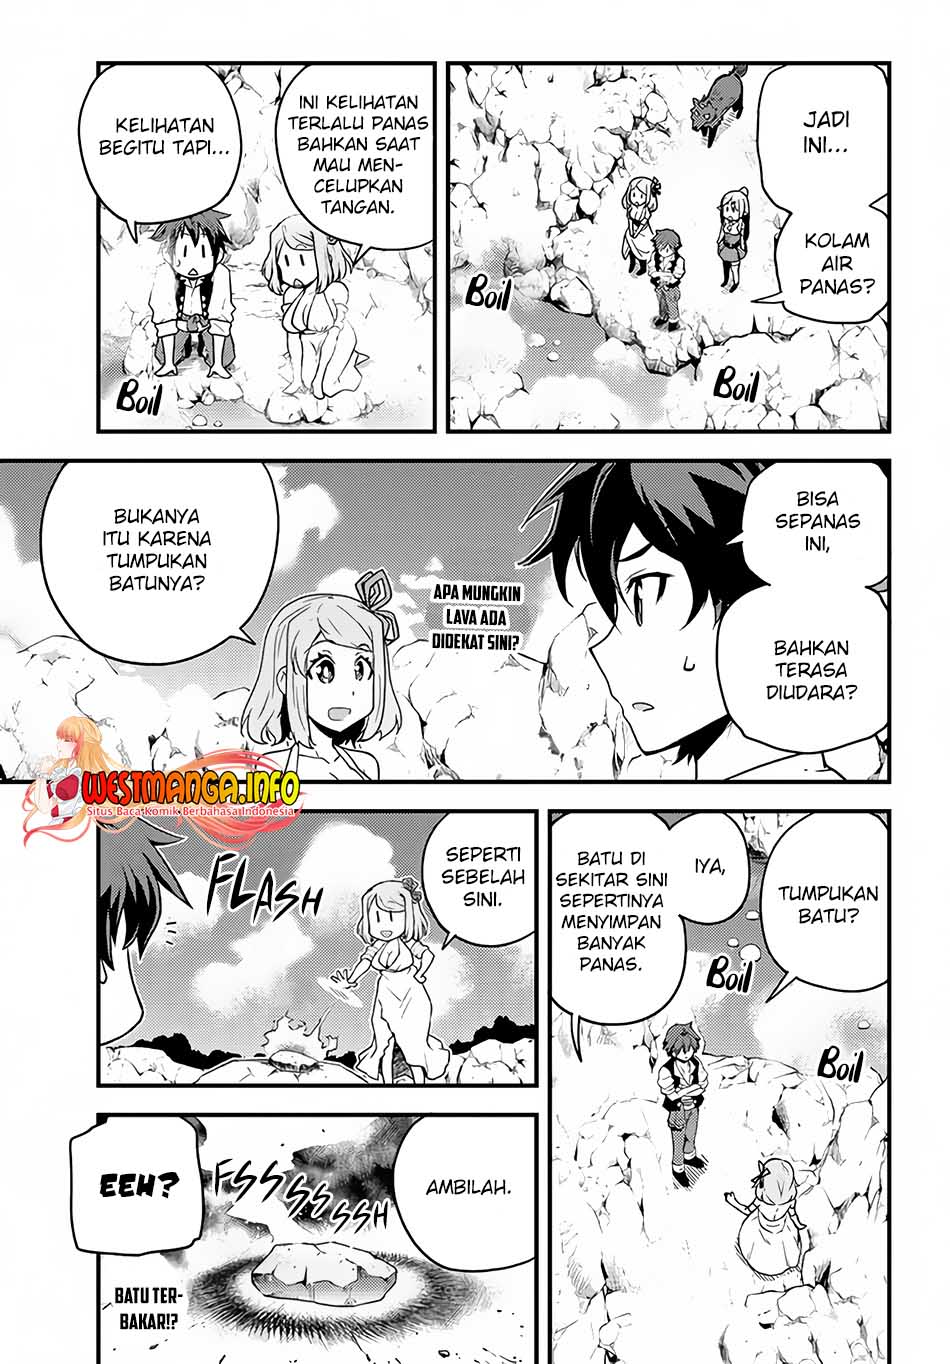 JADI
INI...
KOLAM
AIR
PANAS?
Boil
Boil
INI KELIHATAN
TERLALU PANAS
BAHKAN SAAT
MAU MEN-
CELUPKAN
TANGAN.
KELIHATAN
BEGITU TAPI...
Boil
BISA
SEPANAS
INI,
BAHKAN
TERASA
DIUDARA?
APA MUNGKIN
LAVA ADA
DIDEKAT SINI?
BUKANYA
ITU KARENA
TUMPUKAN
BATUNYA?
WESTMANGA.INFO
Situs Baca Komik Berbahasa Indonesia
TUMPUKAN
BATU?
IYA,
BATU DI
SEKITAR SINI
SEPERTINYA
MENYIMPAN
BANYAK
PANAS.
Boil
Boil
SEPERTI
SEBELAH
SINI.
FLASH
AMBILAH.
FSSSSSSH
EEH?
BATU TER-
BAKAR!?